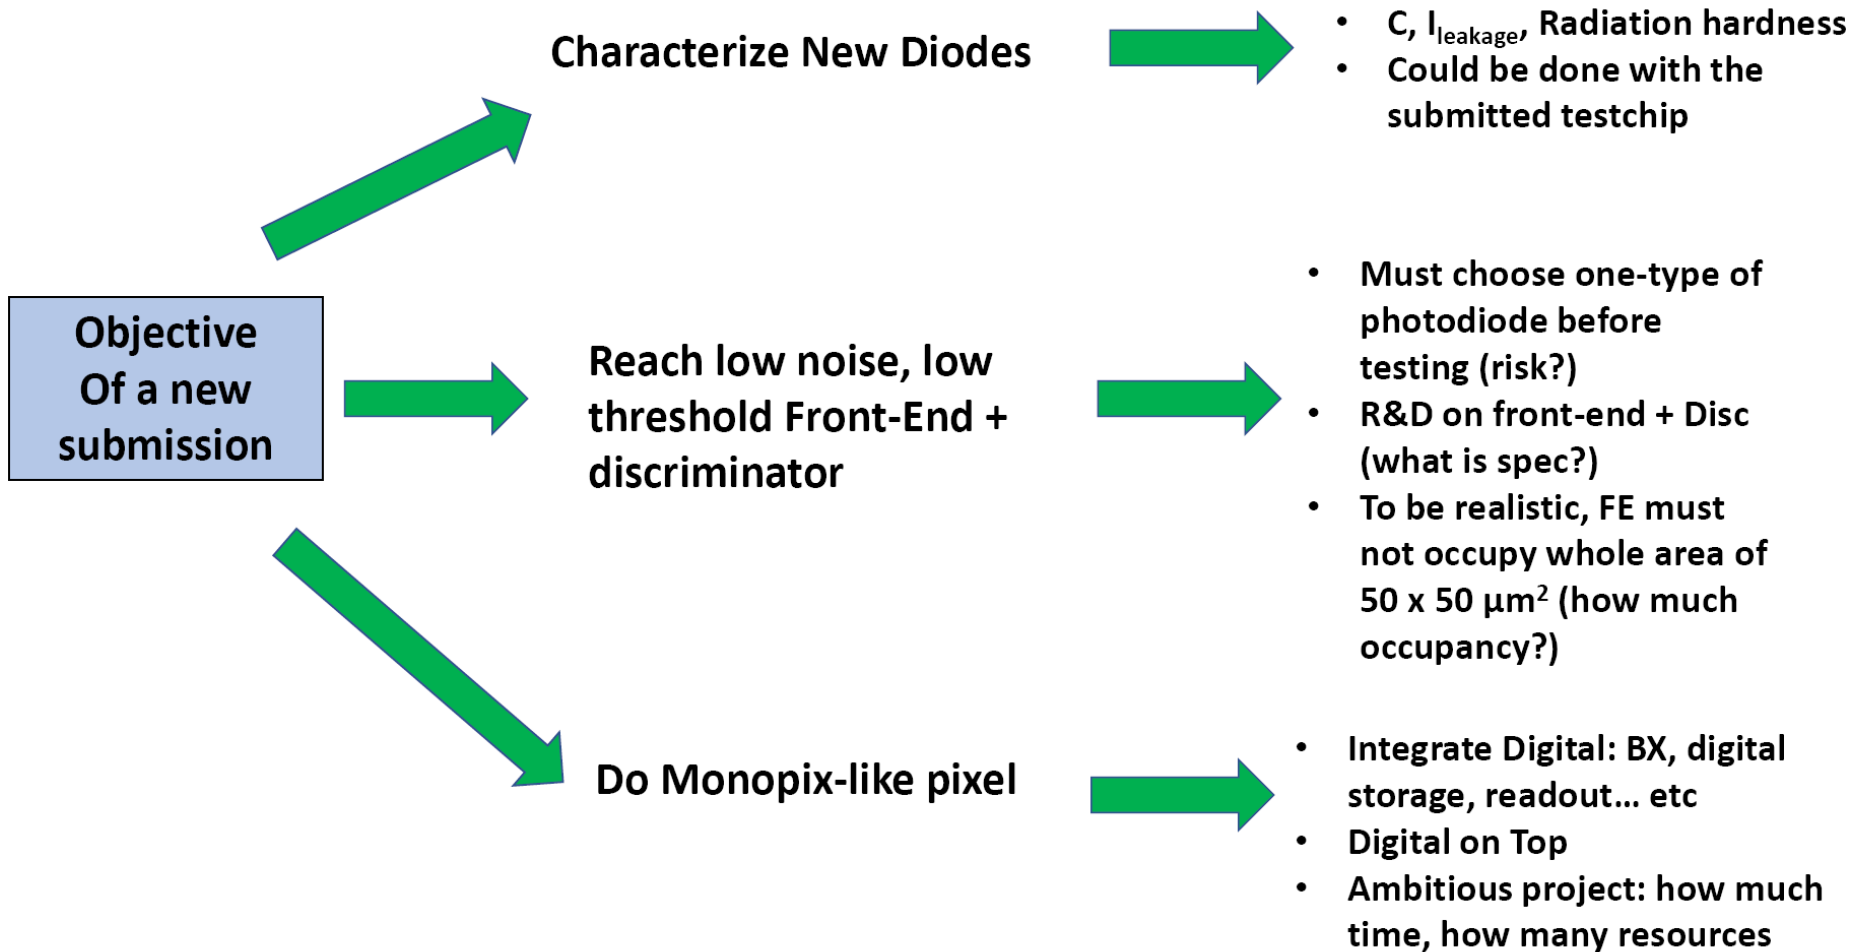 Characterize New Diodes
• C, Ileakage, Radiation hardness
• Could be done with the
submitted testchip
Objective
Of a new
submission
Reach low noise, low
threshold Front-End +
discriminator
• Must choose one-type of
photodiode before
testing (risk?)
• R&D on front-end + Disc
(what is spec?)
• To be realistic, FE must
not occupy whole area of
50 x 50 µm² (how much
occupancy?)
Do Monopix-like pixel
• Integrate Digital: BX, digital
storage, readout... etc
• Digital on Top
• Ambitious project: how much
time, how many resources